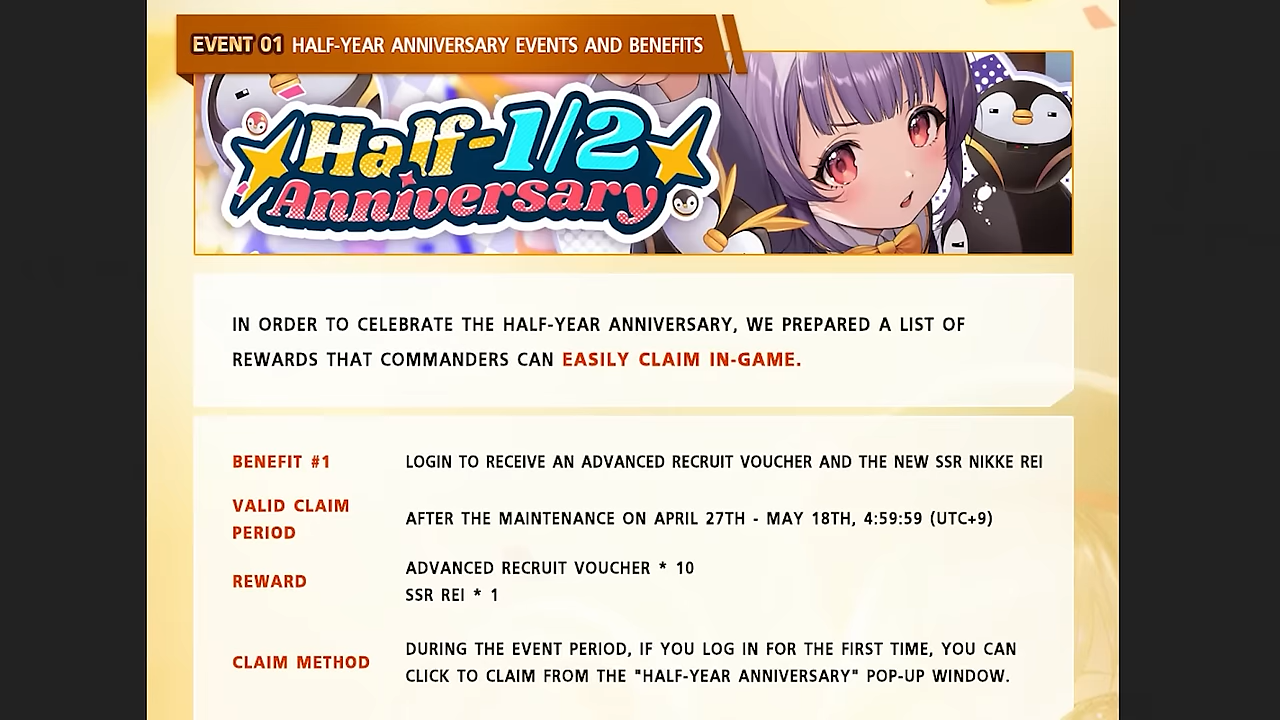 EVENT 01 HALF-YEAR ANNIVERSARY EVENTS AND BENEFITS
Half-1/2
Anniversary
IN ORDER TO CELEBRATE THE HALF-YEAR ANNIVERSARY, WE PREPARED A LIST OF
REWARDS THAT COMMANDERS CAN EASILY CLAIM IN-GAME.
BENEFIT #1 LOGIN TO RECEIVE AN ADVANCED RECRUIT VOUCHER AND THE NEW SSR NIKKE REI
VALID CLAIM
PERIOD
AFTER THE MAINTENANCE ON APRIL 27TH - MAY 18TH, 4:59:59 (UTC+9)
REWARD
ADVANCED RECRUIT VOUCHER * 10
SSR REI * 1
CLAIM METHOD
DURING THE EVENT PERIOD, IF YOU LOG IN FOR THE FIRST TIME, YOU CAN
CLICK TO CLAIM FROM THE "HALF-YEAR ANNIVERSARY" POP-UP WINDOW.